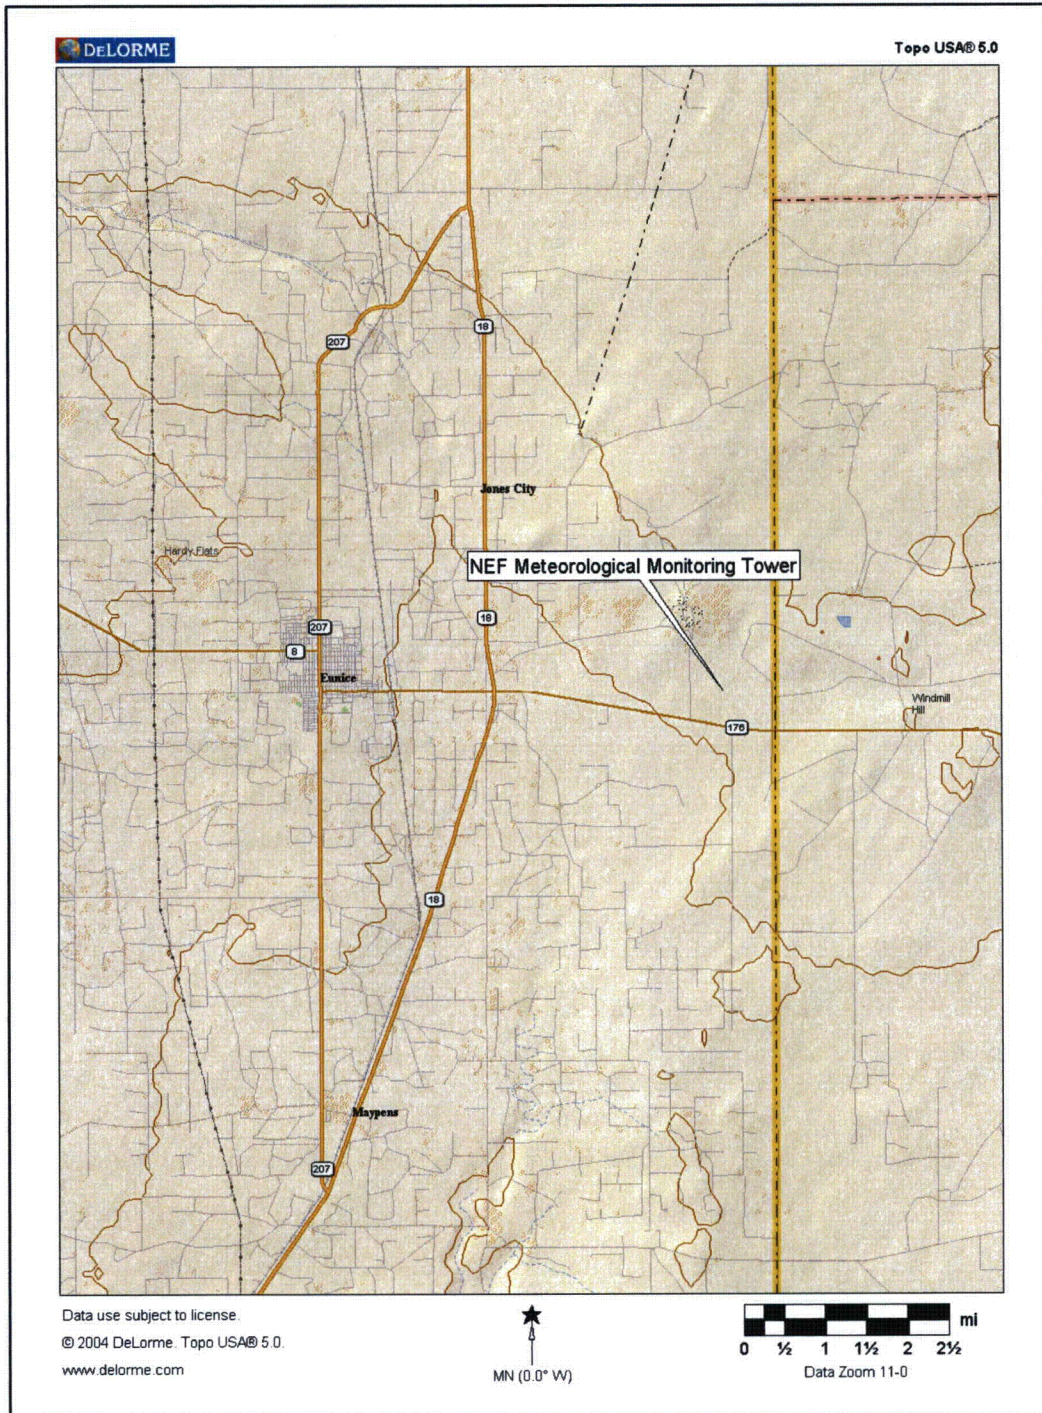 DELORME
Topo USA® 5.0
207
18
Jones City
Hardy Flats
NEF Meteorological Monitoring Tower
207
18
8
Eunice
Windmill
Hill
176
18
Maypens
207
Data use subject to license.
© 2004 DeLorme. Topo USA® 5.0.
www.delorme.com
MN (0.0° W)
mi
0 ½ 1 1½ 2 2½
Data Zoom 11-0